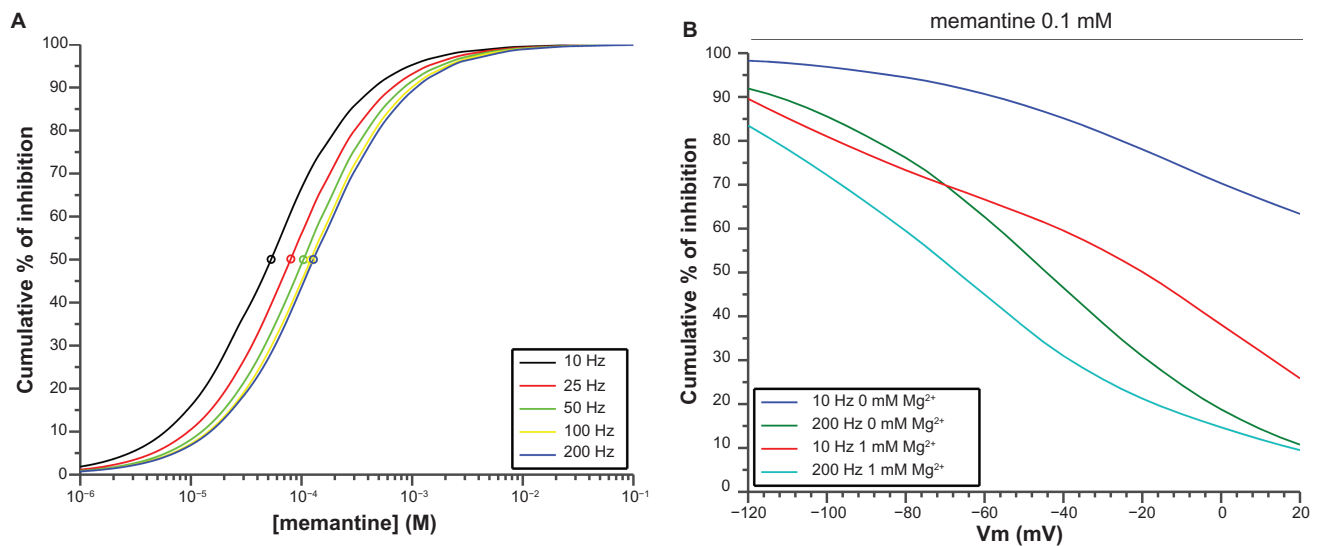 A
Cumulative % of inhibition
100
90
80
70
60
50
40
30
20
10
0
10⁻⁶
10⁻⁵
10⁻⁴
10⁻³
10⁻²
10⁻¹
[memantine] (M)
10 Hz
25 Hz
50 Hz
100 Hz
200 Hz
B
memantine 0.1 mM
Cumulative % of inhibition
100
90
80
70
60
50
40
30
20
10
0
−120
−100
−80
−60
−40
−20
0
20
Vm (mV)
10 Hz 0 mM Mg²⁺
200 Hz 0 mM Mg²⁺
10 Hz 1 mM Mg²⁺
200 Hz 1 mM Mg²⁺